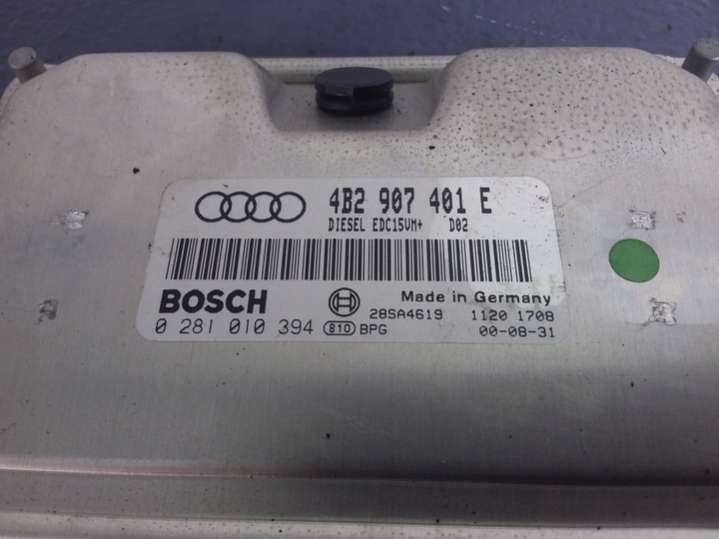 4B2 907 401 E
DIESEL EDC15VM+ D02
BOSCH
Made in Germany
28SA4619 1120 1708
0 281 010 394 810 BPG 00-08-31